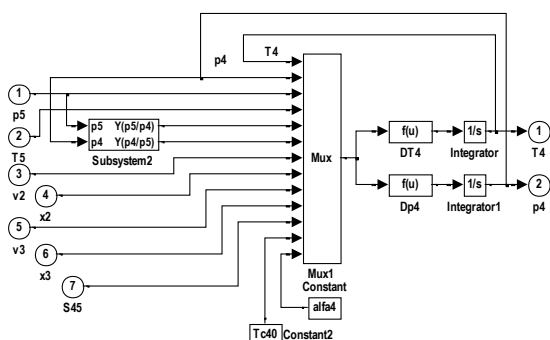 T4
p4
1
p5
2
T5
p5 Y(p5/p4)
p4 Y(p4/p5)
Subsystem2
3
v2
4
x2
5
v3
6
x3
7
S45
Mux
Mux1
Constant
alfa4
Tc40
Constant2
f(u)
DT4
1/s
Integrator
1
T4
f(u)
Dp4
1/s
Integrator1
2
p4